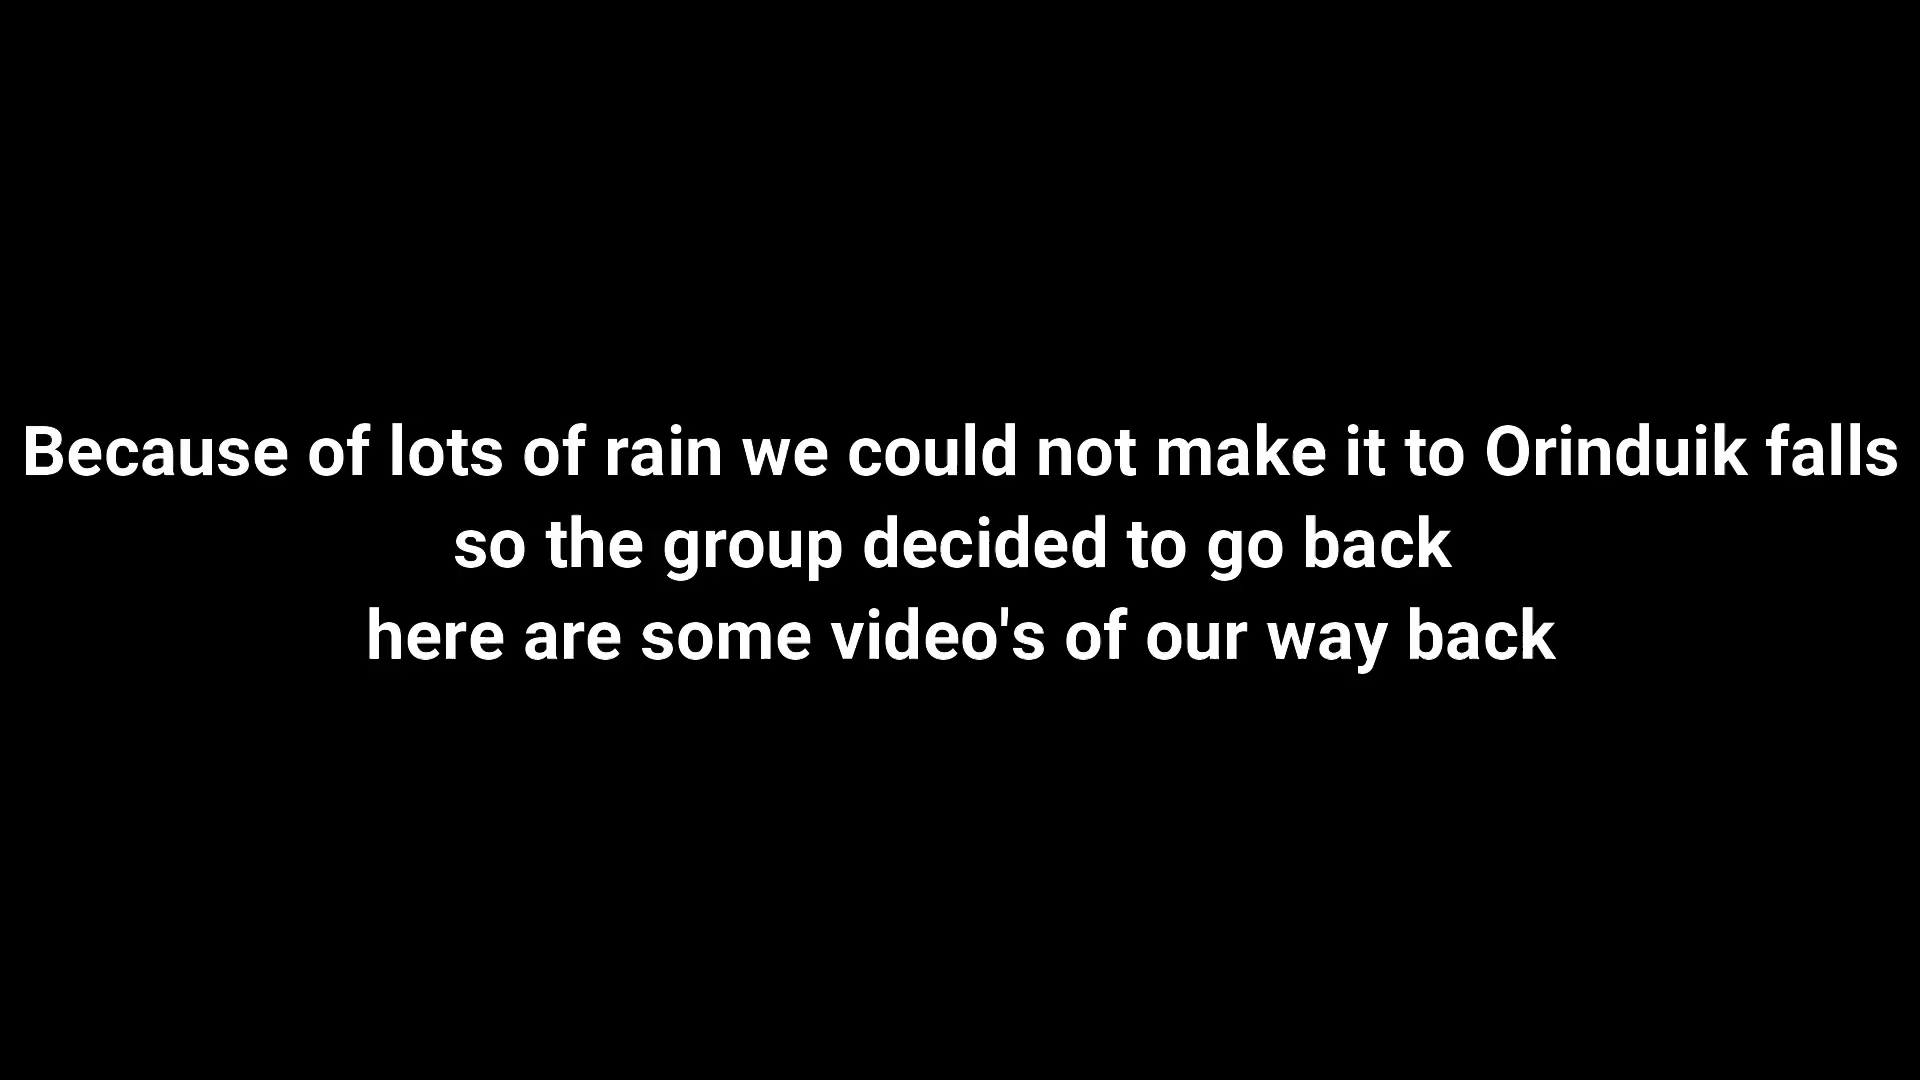 Because of lots of rain we could not make it to Orinduik falls
so the group decided to go back
here are some video's of our way back